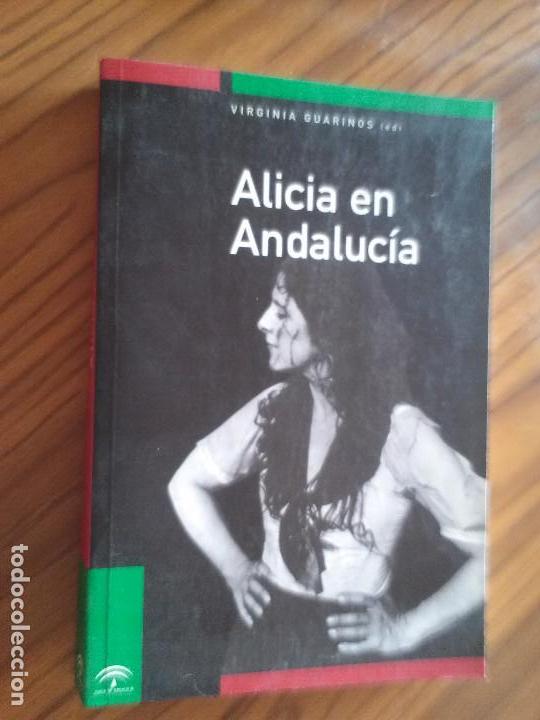 VIRGINIA GUARINOS (ed)
Alicia en
Andalucía
todocoleccion